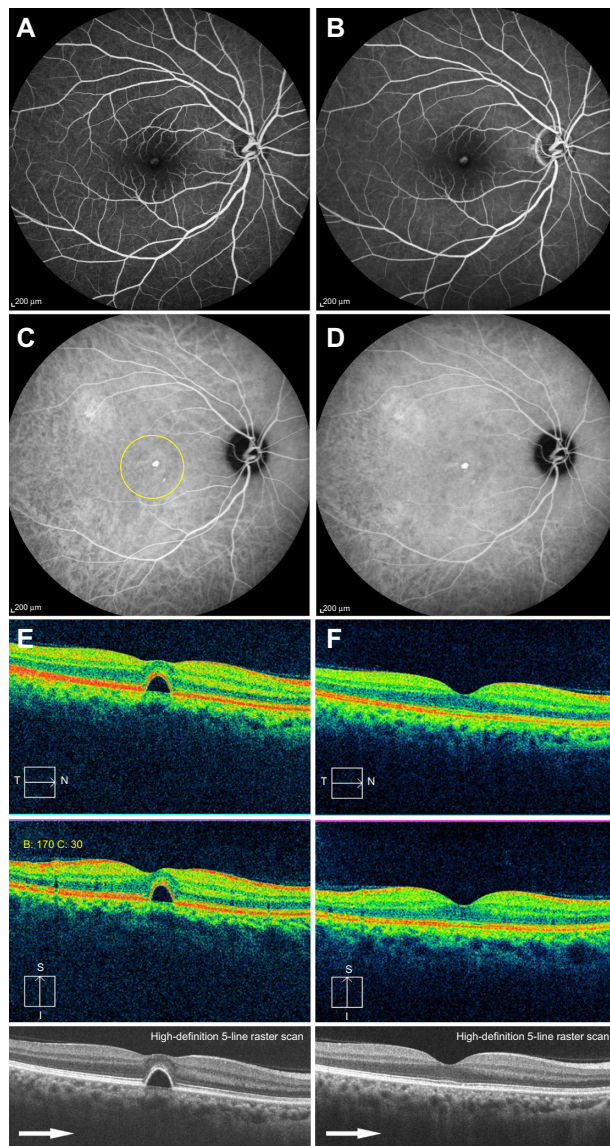 A
B
200 µm
200 µm
C
D
200 µm
200 µm
E
F
T
N
T
N
B: 170 C: 30
S
I
S
I
High-definition 5-line raster scan
High-definition 5-line raster scan